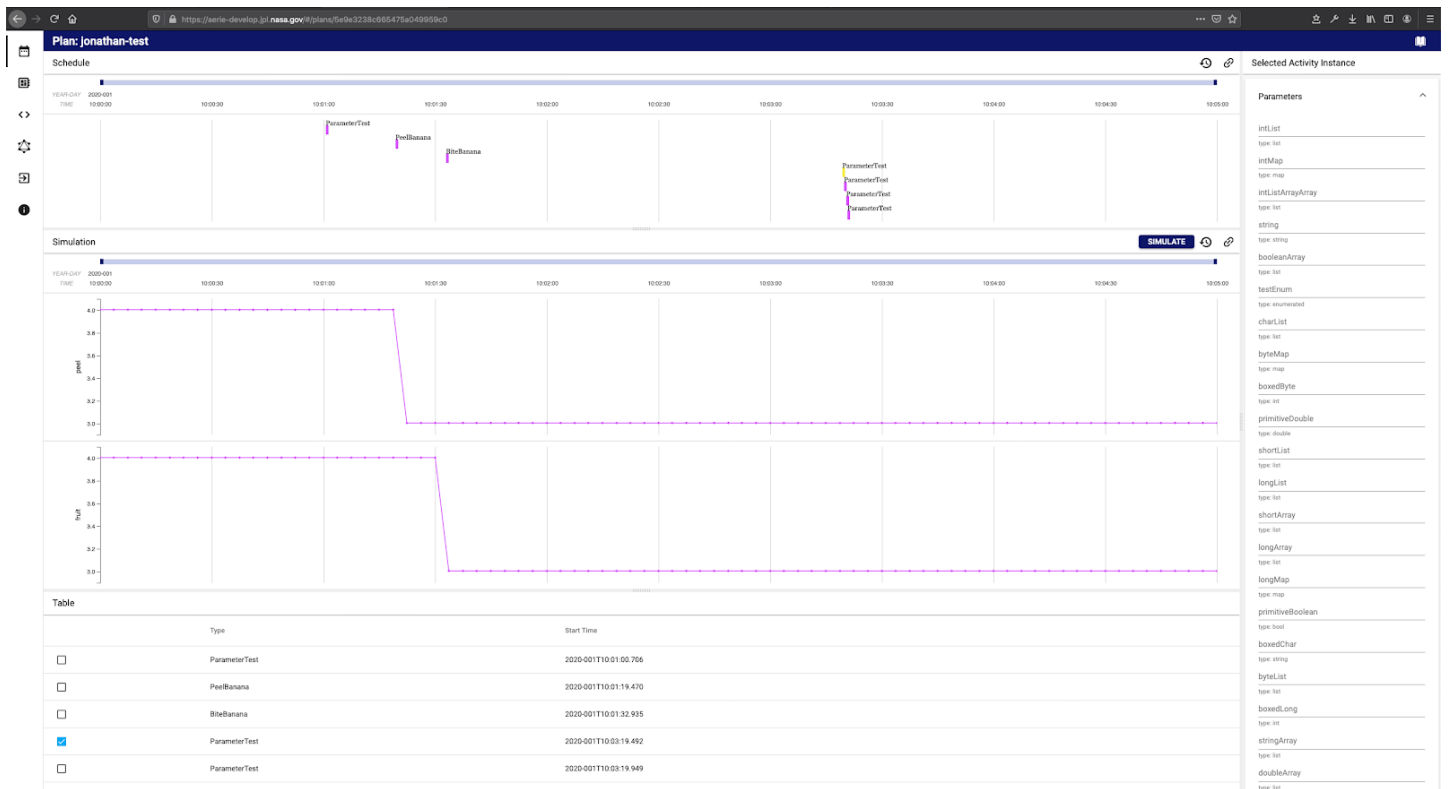 https://aerie-develop.jpl.nasa.gov/#/plans/5e9e3238c665475a049959c0
Plan: jonathan-test
Schedule
YEAR-DAY 2020-001
TIME 10:00:00 10:00:30 10:01:00 10:01:30 10:02:00 10:02:30 10:03:00 10:03:30 10:04:00 10:04:30 10:05:00
ParameterTest
PeelBanana
BiteBanana
ParameterTest
ParameterTest
ParameterTest
ParameterTest
Simulation SIMULATE
YEAR-DAY 2020-001
TIME 10:00:00 10:00:30 10:01:00 10:01:30 10:02:00 10:02:30 10:03:00 10:03:30 10:04:00 10:04:30 10:05:00
peel
4.0
3.8
3.6
3.4
3.2
3.0
fruit
4.0
3.8
3.6
3.4
3.2
3.0
Table
Type Start Time
ParameterTest 2020-001T10:01:00.706
PeelBanana 2020-001T10:01:19.470
BiteBanana 2020-001T10:01:32.935
ParameterTest 2020-001T10:03:19.492
ParameterTest 2020-001T10:03:19.949
Selected Activity Instance
Parameters
intList
type: list
intMap
type: map
intListArrayArray
type: list
string
type: string
booleanArray
type: list
testEnum
type: enumerated
charList
type: list
byteMap
type: map
boxedByte
type: int
primitiveDouble
type: double
shortList
type: list
longList
type: list
shortArray
type: list
longArray
type: list
longMap
type: map
primitiveBoolean
type: bool
boxedChar
type: string
byteList
type: list
boxedLong
type: int
stringArray
type: list
doubleArray
type: list